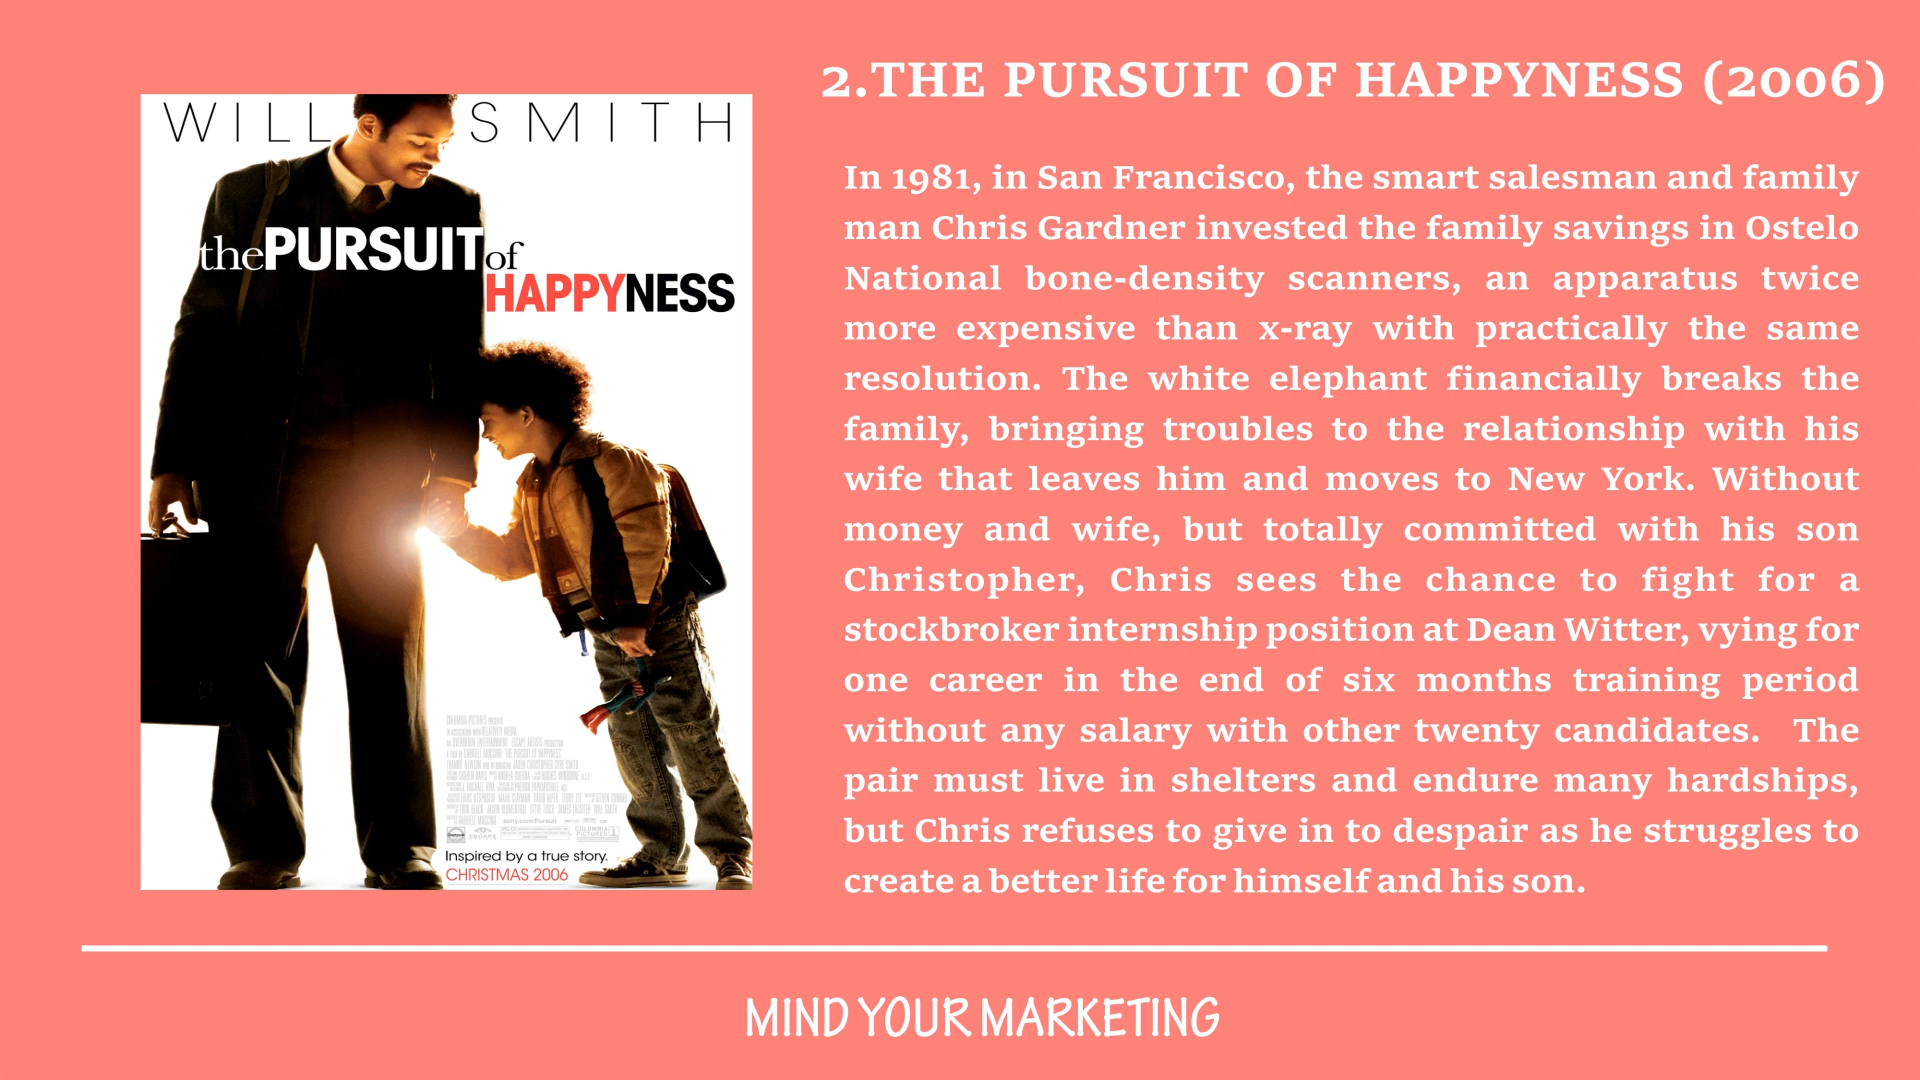 2.THE PURSUIT OF HAPPYNESS (2006)
WILL SMITH
thePURSUITof
HAPPYNESS
Inspired by a true story.
CHRISTMAS 2006
In 1981, in San Francisco, the smart salesman and family
man Chris Gardner invested the family savings in Ostelo
National bone-density scanners, an apparatus twice
more expensive than x-ray with practically the same
resolution. The white elephant financially breaks the
family, bringing troubles to the relationship with his
wife that leaves him and moves to New York. Without
money and wife, but totally committed with his son
Christopher, Chris sees the chance to fight for a
stockbroker internship position at Dean Witter, vying for
one career in the end of six months training period
without any salary with other twenty candidates. The
pair must live in shelters and endure many hardships,
but Chris refuses to give in to despair as he struggles to
create a better life for himself and his son.
MIND YOUR MARKETING